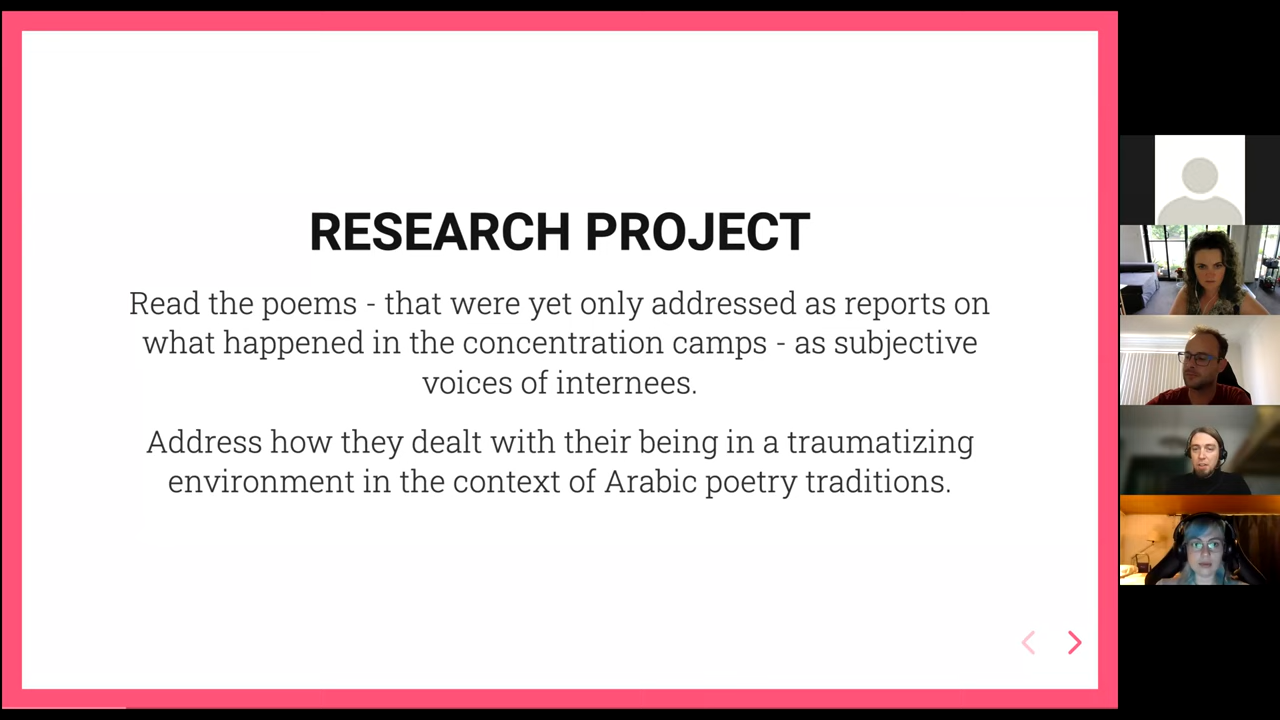 RESEARCH PROJECT
Read the poems - that were yet only addressed as reports on
what happened in the concentration camps - as subjective
voices of internees.
Address how they dealt with their being in a traumatizing
environment in the context of Arabic poetry traditions.